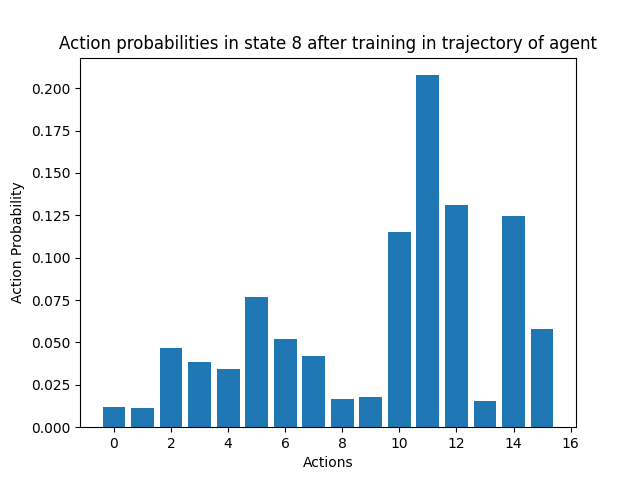 Action probabilities in state 8 after training in trajectory of agent
0.200
0.175
0.150
0.125
0.100
0.075
0.050
0.025
0.000
Action Probability
0 2 4 6 8 10 12 14 16
Actions